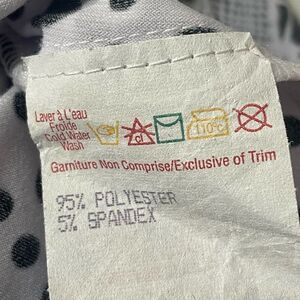 Laver à L'eau
Froide
Cold Water
Wash
110°C
Garniture Non Comprise/Exclusive of Trim
95% POLYESTER
5% SPANDEX